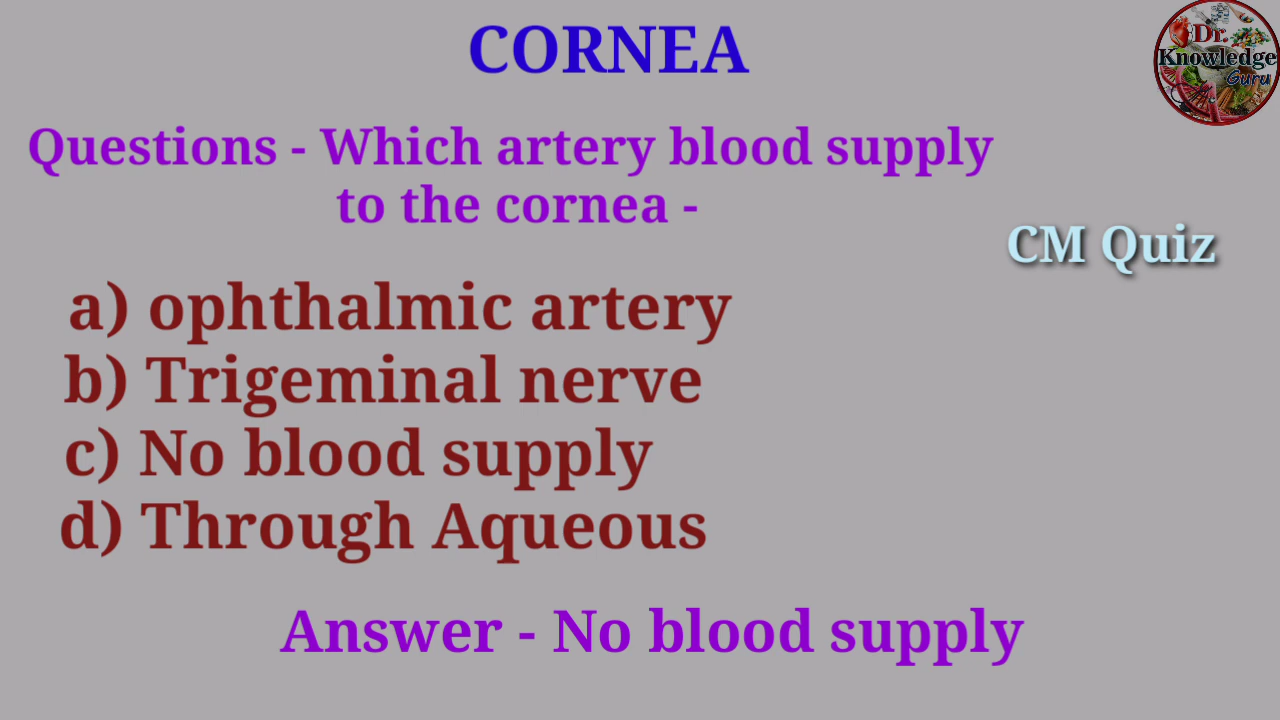 CORNEA
Dr.
Knowledge
Guru
Questions - Which artery blood supply
to the cornea -
CM Quiz
a) ophthalmic artery
b) Trigeminal nerve
c) No blood supply
d) Through Aqueous
Answer - No blood supply